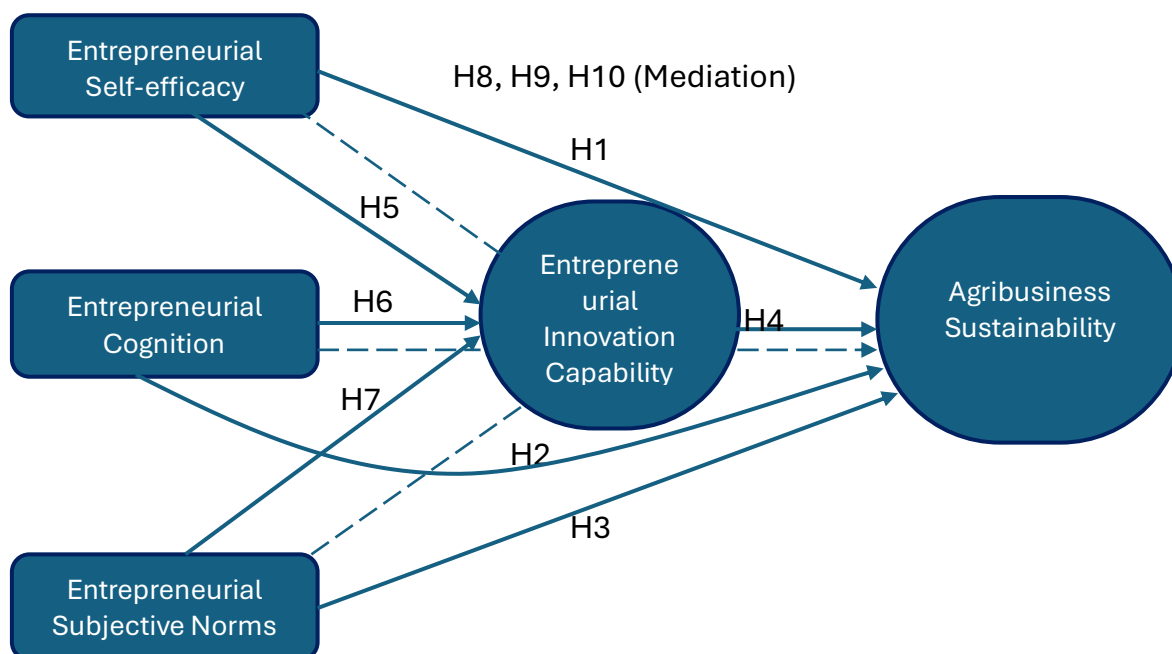 Entrepreneurial
Self-efficacy
H8, H9, H10 (Mediation)
H1
H5
Entreprene
urial
Innovation
Capability
Agribusiness
Sustainability
Entrepreneurial
Cognition
H6
H4
H7
H2
H3
Entrepreneurial
Subjective Norms